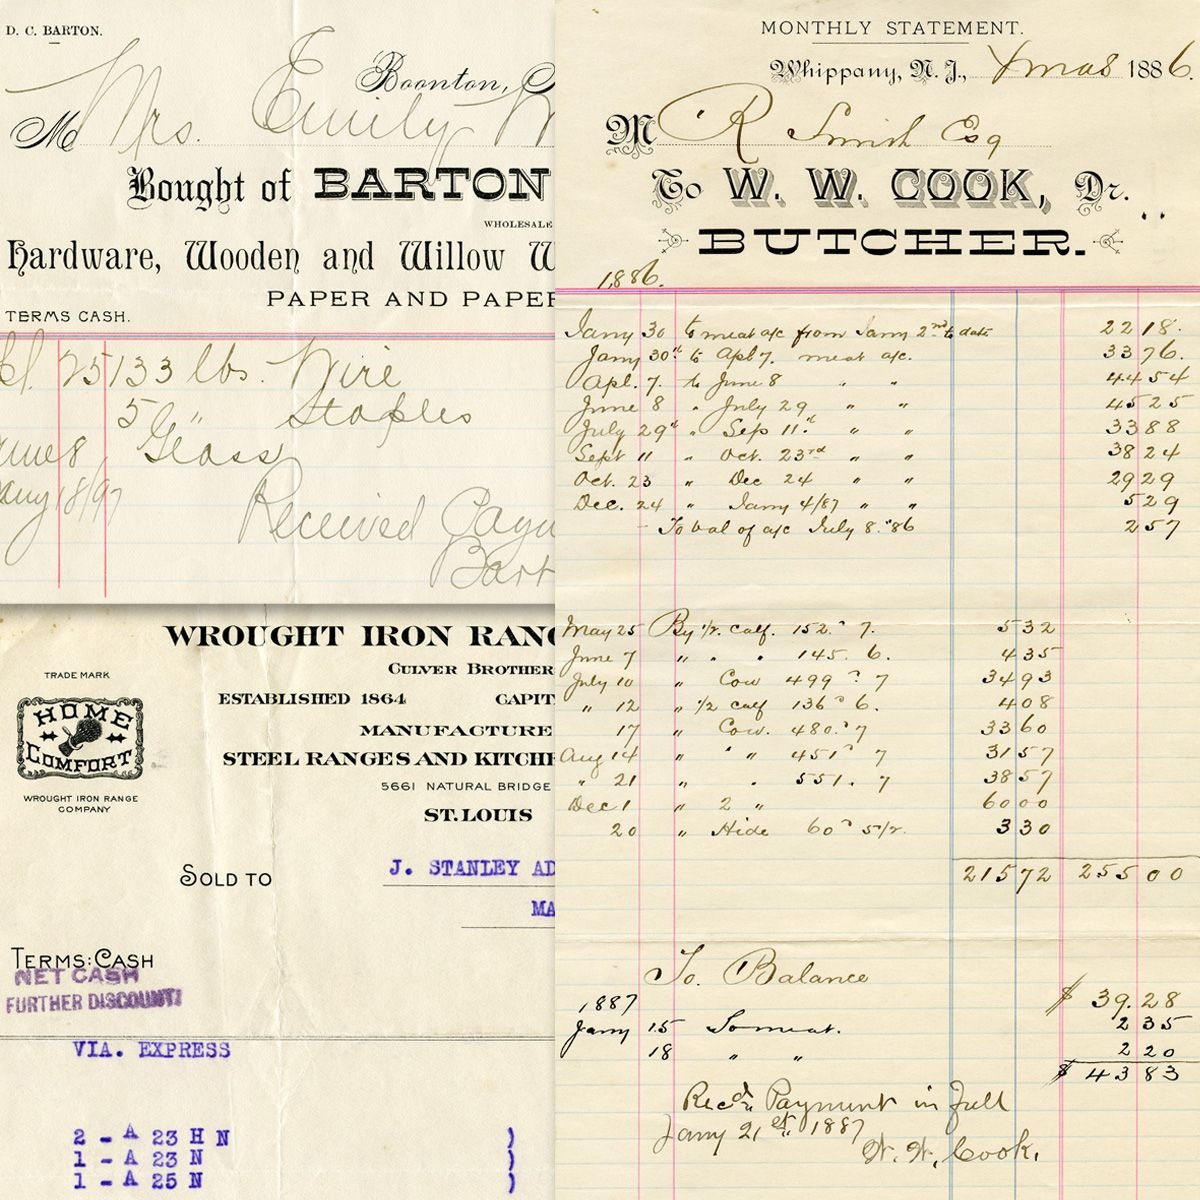 D. C. BARTON.
Boonton,
M Mrs. Emily
Bought of BARTON
WHOLESALE
Hardware, Wooden and Willow W
PAPER AND PAPER
TERMS CASH.
25 133 lbs. Wire
5 " Staples
Glass
18/97
Received Paym
Bart
WROUGHT IRON RANG
CULVER BROTHER
ESTABLISHED 1864 CAPIT
MANUFACTURE
STEEL RANGES AND KITCHE
5661 NATURAL BRIDGE
ST. LOUIS
TRADE MARK
HOME COMFORT
WROUGHT IRON RANGE
COMPANY
SOLD TO J. STANLEY AD
MA
TERMS: CASH
NET CASH
FURTHER DISCOUNT!
VIA. EXPRESS
2 - A 23 H N )
1 - A 23 N )
1 - A 25 N )
MONTHLY STATEMENT.
Whippany, N. J., Xmas 1886.
M R Smith Esq
To W. W. COOK, Dr.
BUTCHER.
1886.
Jany 30 to meat a/c from Jany 2nd to date 22 18.
Jany 30th to Apl 7. meat a/c. 33 76.
Apl. 7. to June 8 " " 44 54
June 8 " July 29 " " 45 25
July 29th " Sep 11th " " 33 88
Sept 11 " Oct. 23rd " " 38 24
Oct. 23 " Dec 24 " " 29 29
Dec. 24 " Jany 4/87 " " 5 29
To bal of a/c July 8. '86 2 57
May 25 By 1/2 calf. 152. 7. 5 32
June 7 " " " 145. 6. 4 35
July 10 " Cow 499 7 34 93
" 12 " 1/2 calf 136 6. 4 08
17 " Cow. 480. 7 33 60
Aug 14 " " " 451 7 31 57
" 21 " " 551. 7 38 57
Dec 1 " 2 " 60 00
20 " Hide 60 5 1/2. 3 30
215 72 255 00
To Balance $ 39.28
1887
Jany 15 To meat. 2 35
18 " " 2 20
$ 43 83
Recd Payment in full
Jany 21st 1887
W. W. Cook.